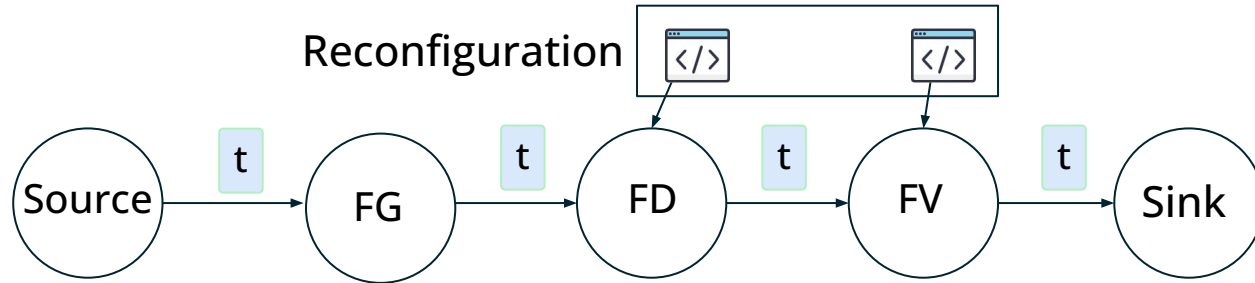 Reconfiguration
</>
</>
t
t
t
t
Source
FG
FD
FV
Sink